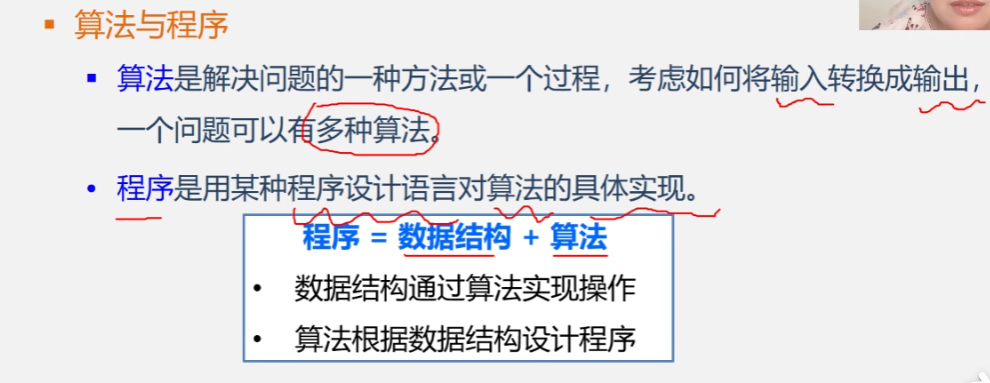 ▪ 算法与程序
▪ 算法是解决问题的一种方法或一个过程，考虑如何将输入转换成输出，
一个问题可以有多种算法。
• 程序是用某种程序设计语言对算法的具体实现。
程序 = 数据结构 + 算法
• 数据结构通过算法实现操作
• 算法根据数据结构设计程序